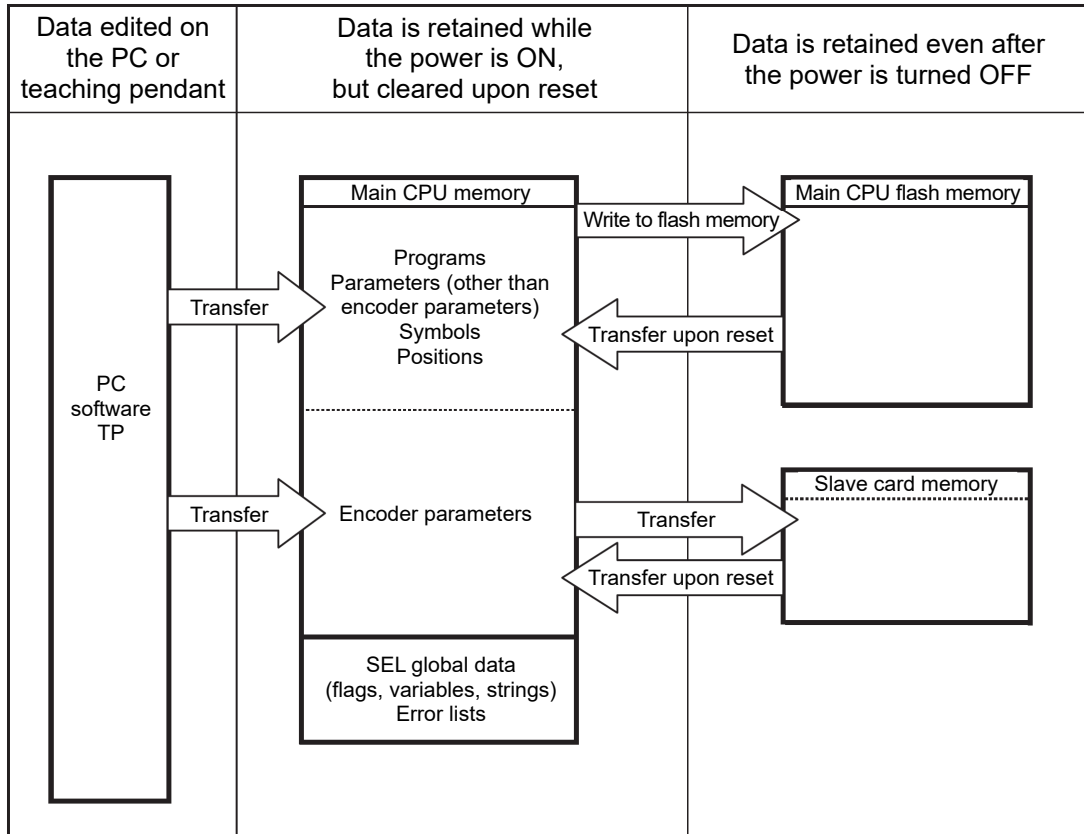 Data edited on
the PC or
teaching pendant
Data is retained while
the power is ON,
but cleared upon reset
Data is retained even after
the power is turned OFF
PC
software
TP
Transfer
Transfer
Main CPU memory
Programs
Parameters (other than
encoder parameters)
Symbols
Positions
Encoder parameters
SEL global data
(flags, variables, strings)
Error lists
Write to flash memory
Transfer upon reset
Transfer
Transfer upon reset
Main CPU flash memory
Slave card memory